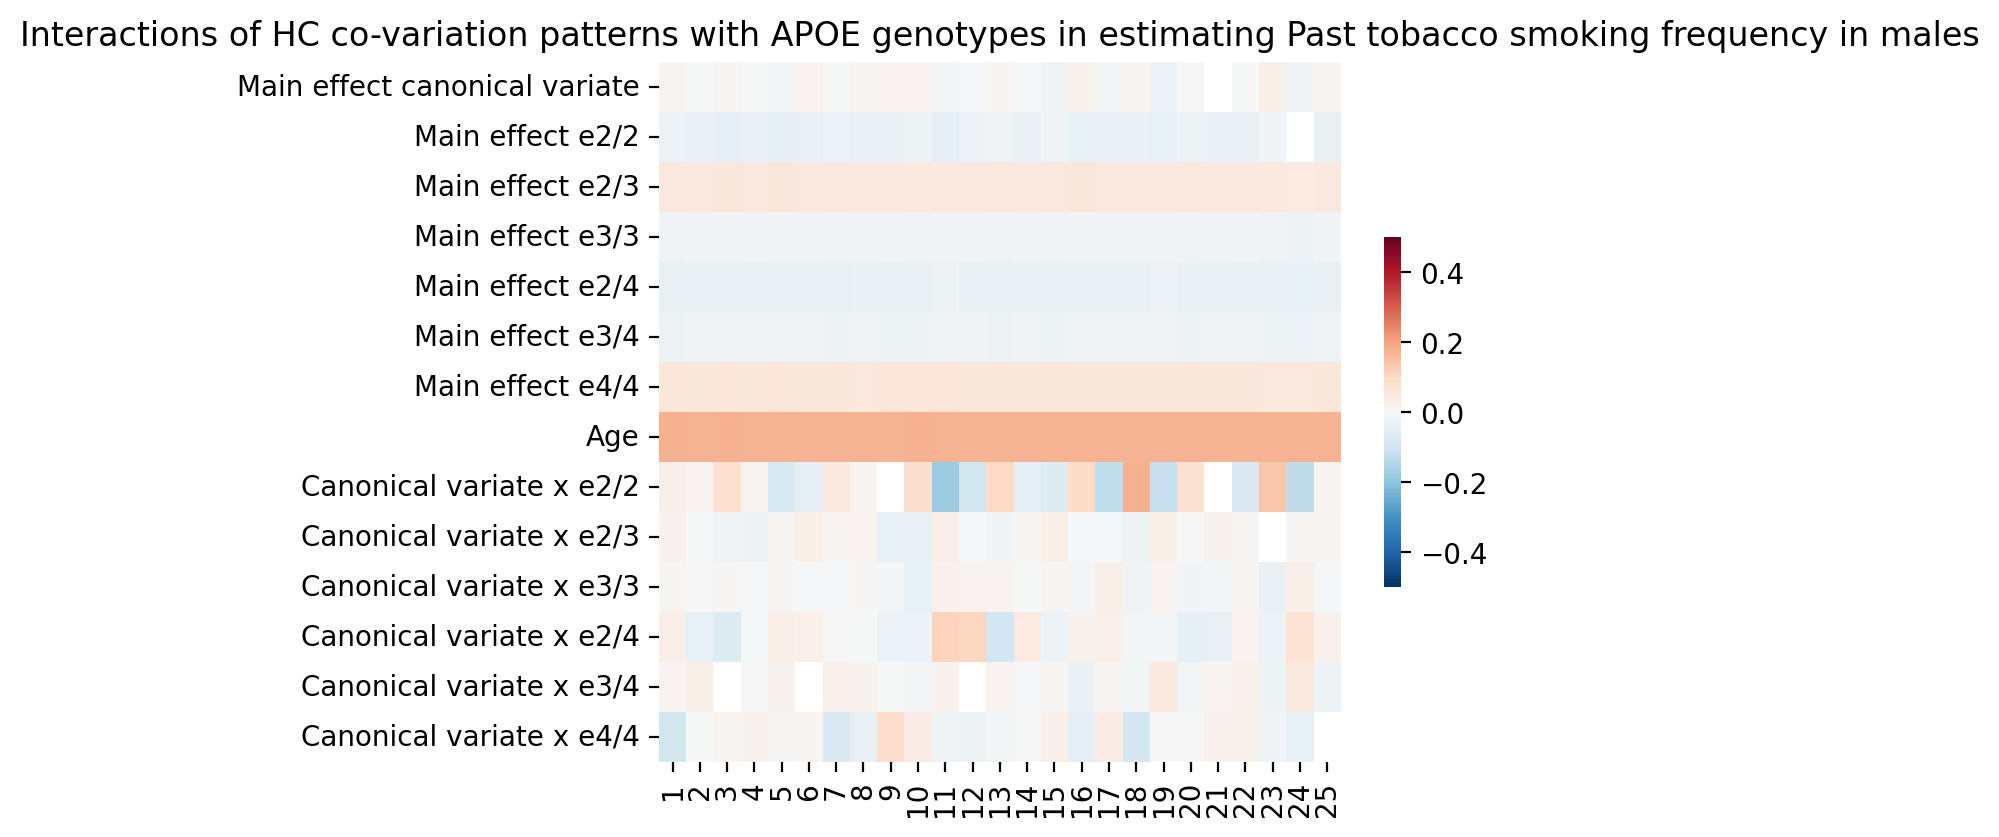 Interactions of HC co-variation patterns with APOE genotypes in estimating Past tobacco smoking frequency in males
Main effect canonical variate
Main effect e2/2
Main effect e2/3
Main effect e3/3
Main effect e2/4
Main effect e3/4
Main effect e4/4
Age
Canonical variate x e2/2
Canonical variate x e2/3
Canonical variate x e3/3
Canonical variate x e2/4
Canonical variate x e3/4
Canonical variate x e4/4
1 2 3 4 5 6 7 8 9 10 11 12 13 14 15 16 17 18 19 20 21 22 23 24 25
0.4
0.2
0.0
−0.2
−0.4